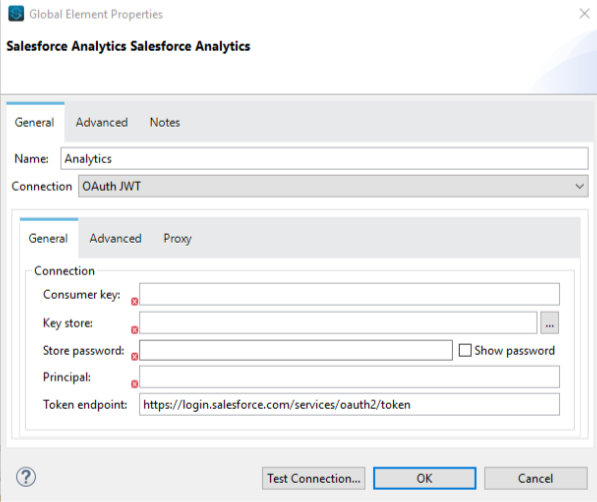 Global Element Properties
Salesforce Analytics Salesforce Analytics
General Advanced Notes
Name: Analytics
Connection OAuth JWT
General Advanced Proxy
Connection
Consumer key:
Key store: ...
Store password: Show password
Principal:
Token endpoint: https://login.salesforce.com/services/oauth2/token
? Test Connection... OK Cancel